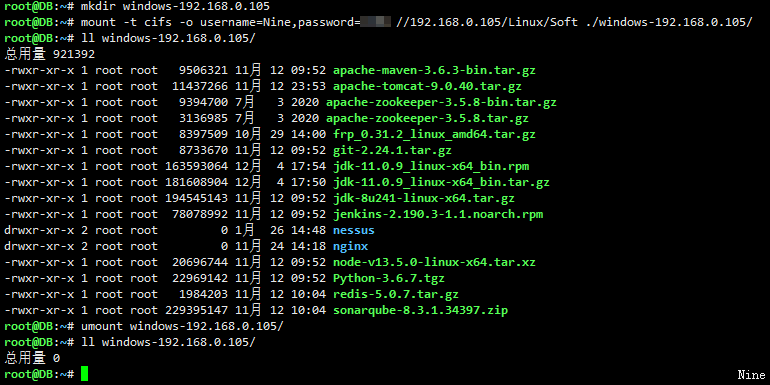 root@DB:~# mkdir windows-192.168.0.105
root@DB:~# mount -t cifs -o username=Nine,password= //192.168.0.105/Linux/Soft ./windows-192.168.0.105/
root@DB:~# ll windows-192.168.0.105/
总用量 921392
-rwxr-xr-x 1 root root 9506321 11月 12 09:52 apache-maven-3.6.3-bin.tar.gz
-rwxr-xr-x 1 root root 11437266 11月 12 23:53 apache-tomcat-9.0.40.tar.gz
-rwxr-xr-x 1 root root 9394700 7月 3 2020 apache-zookeeper-3.5.8-bin.tar.gz
-rwxr-xr-x 1 root root 3136985 7月 3 2020 apache-zookeeper-3.5.8.tar.gz
-rwxr-xr-x 1 root root 8397509 10月 29 14:00 frp_0.31.2_linux_amd64.tar.gz
-rwxr-xr-x 1 root root 8733670 11月 12 09:52 git-2.24.1.tar.gz
-rwxr-xr-x 1 root root 163593064 12月 4 17:54 jdk-11.0.9_linux-x64_bin.rpm
-rwxr-xr-x 1 root root 181608904 12月 4 17:50 jdk-11.0.9_linux-x64_bin.tar.gz
-rwxr-xr-x 1 root root 194545143 11月 12 09:52 jdk-8u241-linux-x64.tar.gz
-rwxr-xr-x 1 root root 78078992 11月 12 09:52 jenkins-2.190.3-1.1.noarch.rpm
drwxr-xr-x 2 root root 0 1月 26 14:48 nessus
drwxr-xr-x 2 root root 0 11月 24 14:18 nginx
-rwxr-xr-x 1 root root 20696744 11月 12 09:52 node-v13.5.0-linux-x64.tar.xz
-rwxr-xr-x 1 root root 22969142 11月 12 09:52 Python-3.6.7.tgz
-rwxr-xr-x 1 root root 1984203 11月 12 10:04 redis-5.0.7.tar.gz
-rwxr-xr-x 1 root root 229395147 11月 12 10:04 sonarqube-8.3.1.34397.zip
root@DB:~# umount windows-192.168.0.105/
root@DB:~# ll windows-192.168.0.105/
总用量 0
root@DB:~#
Nine